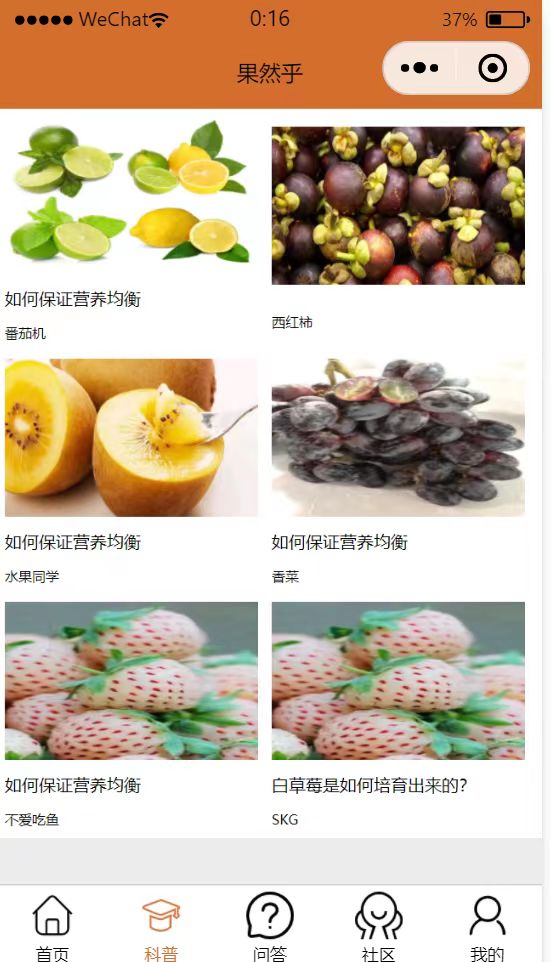 WeChat 0:16 37%
果然乎
如何保证营养均衡
番茄机
西红柿
如何保证营养均衡
水果同学
如何保证营养均衡
香菜
如何保证营养均衡
不爱吃鱼
白草莓是如何培育出来的?
SKG
首页 科普 问答 社区 我的